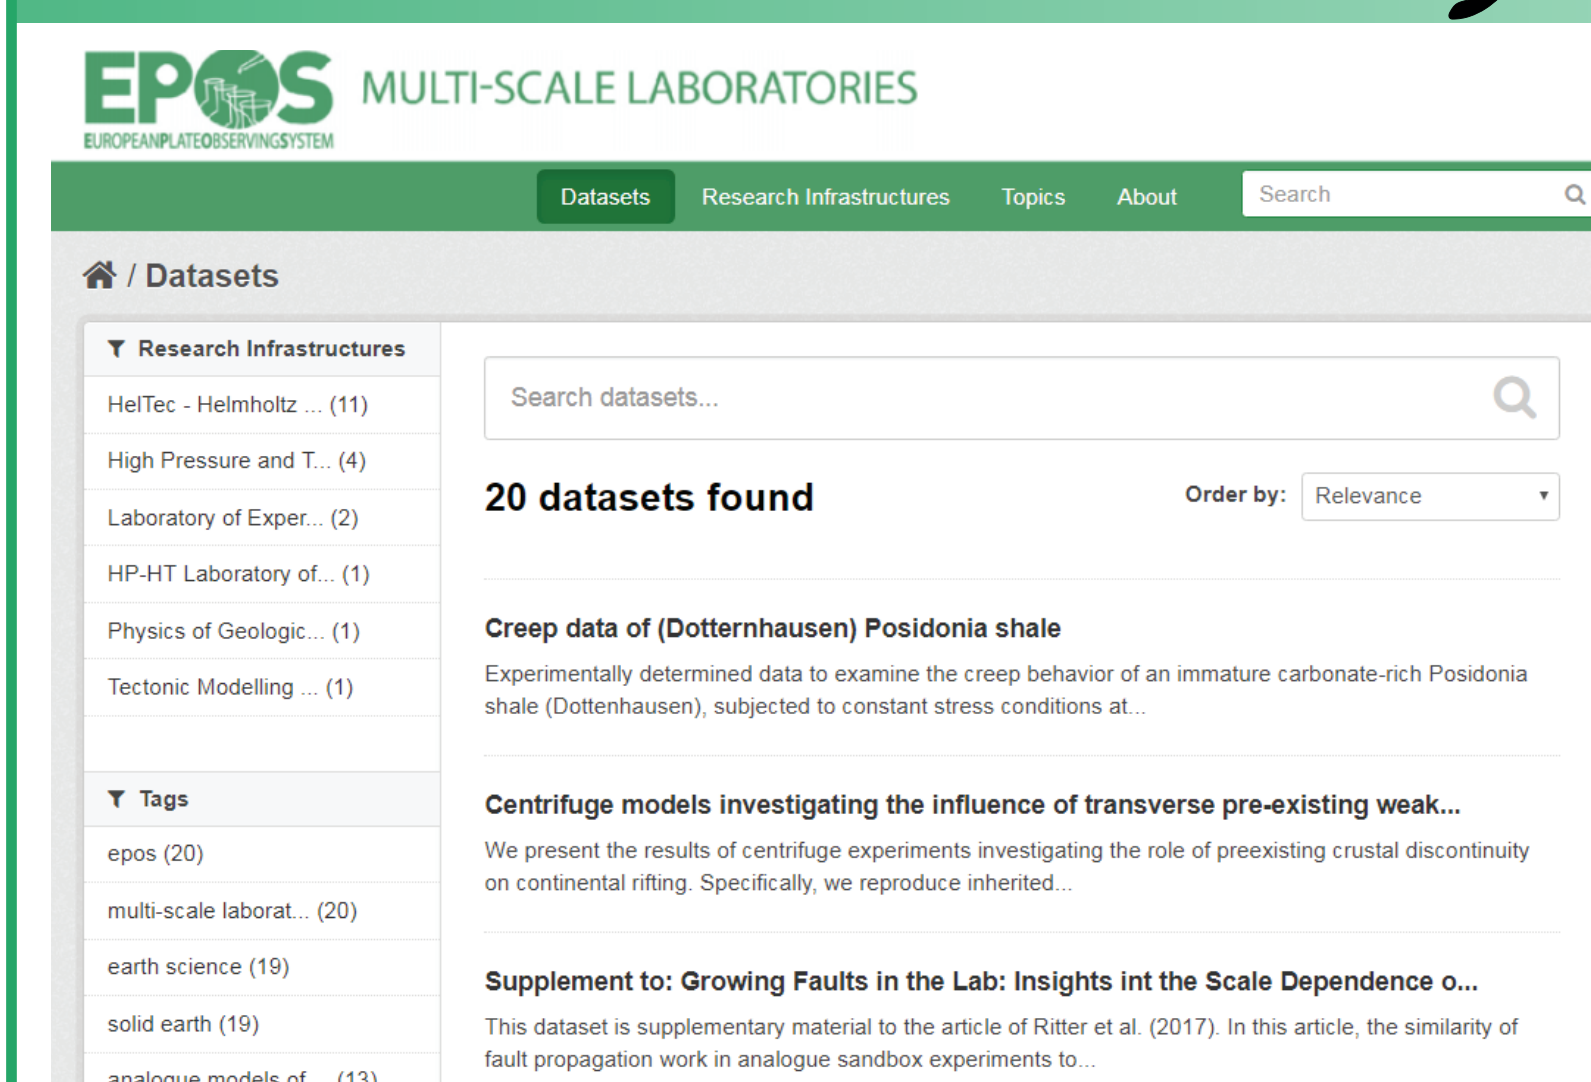 EPOS
EUROPEANPLATEOBSERVINGSYSTEM
MULTI-SCALE LABORATORIES
Datasets Research Infrastructures Topics About Search
/ Datasets
Research Infrastructures
HelTec - Helmholtz ... (11)
High Pressure and T... (4)
Laboratory of Exper... (2)
HP-HT Laboratory of... (1)
Physics of Geologic... (1)
Tectonic Modelling ... (1)
Tags
epos (20)
multi-scale laborat... (20)
earth science (19)
solid earth (19)
analogue models of ... (13)
Search datasets...
20 datasets found
Order by: Relevance
Creep data of (Dotternhausen) Posidonia shale
Experimentally determined data to examine the creep behavior of an immature carbonate-rich Posidonia
shale (Dottenhausen), subjected to constant stress conditions at...
Centrifuge models investigating the influence of transverse pre-existing weak...
We present the results of centrifuge experiments investigating the role of preexisting crustal discontinuity
on continental rifting. Specifically, we reproduce inherited...
Supplement to: Growing Faults in the Lab: Insights int the Scale Dependence o...
This dataset is supplementary material to the article of Ritter et al. (2017). In this article, the similarity of
fault propagation work in analogue sandbox experiments to...